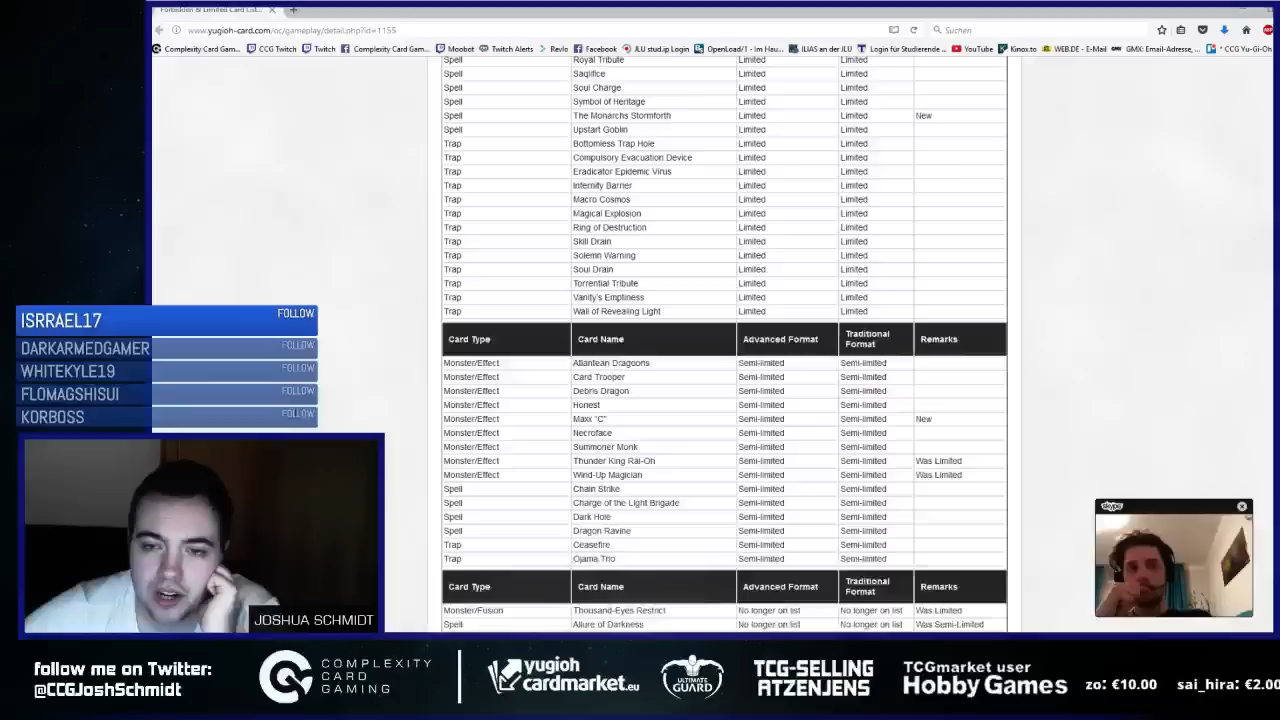 Forbidden & Limited Card List...
www.yugioh-card.com/oc/gameplay/detail.php?id=1155
Suchen
Complexity Card Gam... CCG Twitch Twitch Complexity Card Gam... Moobot Twitch Alerts Revlo Facebook JLU stud.ip Login OpenLoad/1 - Im Hau... ILIAS an der JLU Login für Studierende ... YouTube Kinox.to WEB.DE - E-Mail GMX: Email-Adresse, ... * CCG Yu-Gi-Oh
Spell Royal Tribute Limited Limited
Spell Saqlifice Limited Limited
Spell Soul Charge Limited Limited
Spell Symbol of Heritage Limited Limited
Spell The Monarchs Stormforth Limited Limited New
Spell Upstart Goblin Limited Limited
Trap Bottomless Trap Hole Limited Limited
Trap Compulsory Evacuation Device Limited Limited
Trap Eradicator Epidemic Virus Limited Limited
Trap Infernity Barrier Limited Limited
Trap Macro Cosmos Limited Limited
Trap Magical Explosion Limited Limited
Trap Ring of Destruction Limited Limited
Trap Skill Drain Limited Limited
Trap Solemn Warning Limited Limited
Trap Soul Drain Limited Limited
Trap Torrential Tribute Limited Limited
Trap Vanity's Emptiness Limited Limited
Trap Wall of Revealing Light Limited Limited
Card Type Card Name Advanced Format Traditional Format Remarks
Monster/Effect Atlantean Dragoons Semi-limited Semi-limited
Monster/Effect Card Trooper Semi-limited Semi-limited
Monster/Effect Debris Dragon Semi-limited Semi-limited
Monster/Effect Honest Semi-limited Semi-limited
Monster/Effect Maxx "C" Semi-limited Semi-limited New
Monster/Effect Necroface Semi-limited Semi-limited
Monster/Effect Summoner Monk Semi-limited Semi-limited
Monster/Effect Thunder King Rai-Oh Semi-limited Semi-limited Was Limited
Monster/Effect Wind-Up Magician Semi-limited Semi-limited Was Limited
Spell Chain Strike Semi-limited Semi-limited
Spell Charge of the Light Brigade Semi-limited Semi-limited
Spell Dark Hole Semi-limited Semi-limited
Spell Dragon Ravine Semi-limited Semi-limited
Trap Ceasefire Semi-limited Semi-limited
Trap Ojama Trio Semi-limited Semi-limited
Card Type Card Name Advanced Format Traditional Format Remarks
Monster/Fusion Thousand-Eyes Restrict No longer on list No longer on list Was Limited
Spell Allure of Darkness No longer on list No longer on list Was Semi-Limited
ISRRAEL17 FOLLOW
DARKARMEDGAMER FOLLOW
WHITEKYLE19 FOLLOW
FLOMAGSHISUI FOLLOW
KORBOSS FOLLOW
JOSHUA SCHMIDT
skype
follow me on Twitter:
@CCGJoshSchmidt
COMPLEXITY
CARD
GAMING
yugioh
cardmarket.eu
ULTIMATE
GUARD
TCG-SELLING
ATZENJENS
TCGmarket user
Hobby Games
zo: €10.00 sai_hira: €2.00